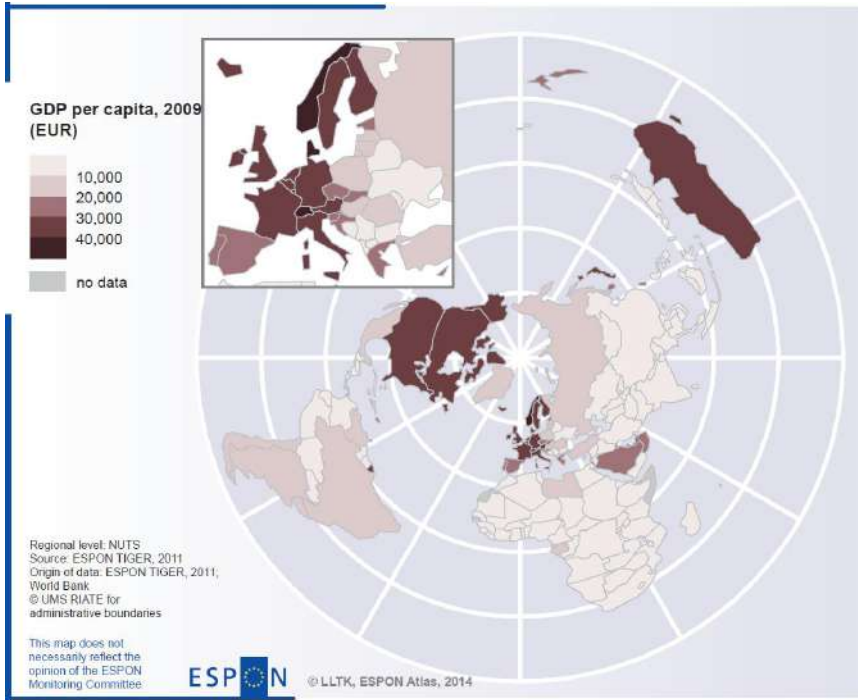 GDP per capita, 2009
(EUR)
10,000
20,000
30,000
40,000
no data
Regional level: NUTS
Source: ESPON TIGER, 2011
Origin of data: ESPON TIGER, 2011;
World Bank
© UMS RIATE for
administrative boundaries
This map does not
necessarily reflect the
opinion of the ESPON
Monitoring Committee
ESPON
© LLTK, ESPON Atlas, 2014